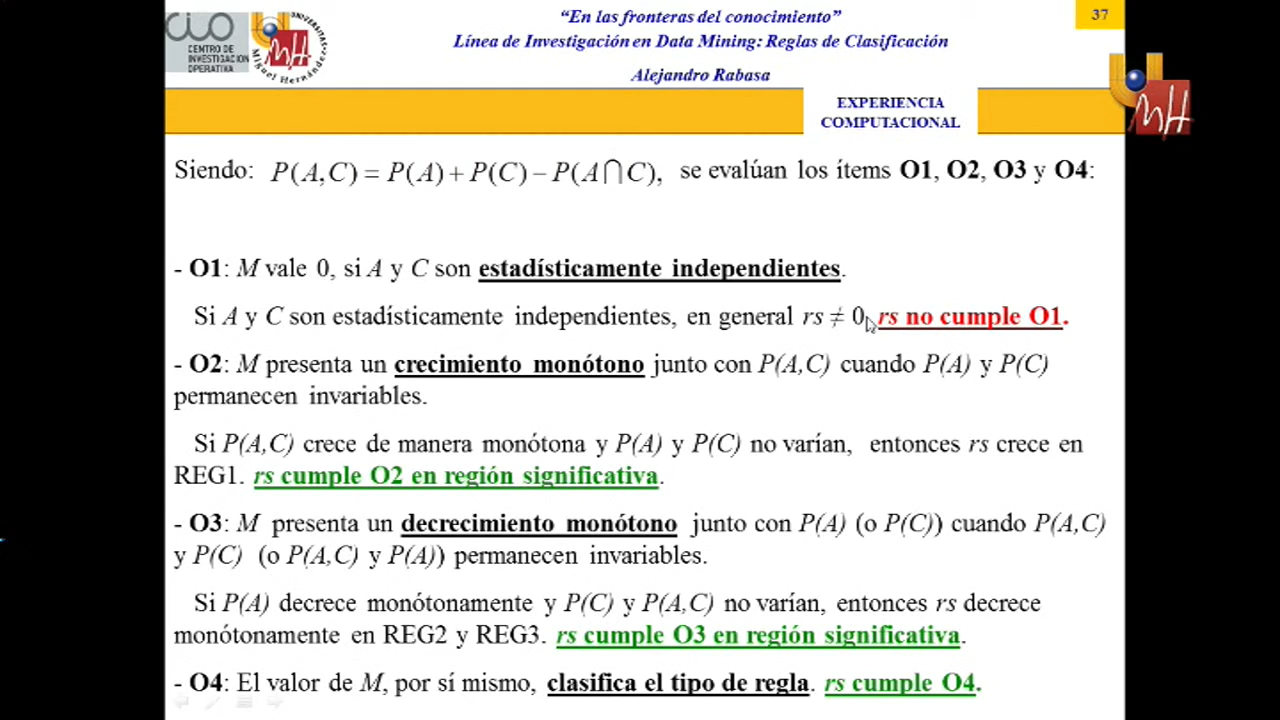 CIO
CENTRO DE
INVESTIGACIÓN
OPERATIVA
UNIVERSITAS
Miguel Hernández
"En las fronteras del conocimiento"
Línea de Investigación en Data Mining: Reglas de Clasificación
Alejandro Rabasa
37
EXPERIENCIA
COMPUTACIONAL
Siendo: P(A,C) = P(A) + P(C) − P(A⋂C), se evalúan los ítems O1, O2, O3 y O4:
- O1: M vale 0, si A y C son estadísticamente independientes.
Si A y C son estadísticamente independientes, en general rs ≠ 0, rs no cumple O1.
- O2: M presenta un crecimiento monótono junto con P(A,C) cuando P(A) y P(C)
permanecen invariables.
Si P(A,C) crece de manera monótona y P(A) y P(C) no varían, entonces rs crece en
REG1. rs cumple O2 en región significativa.
- O3: M presenta un decrecimiento monótono junto con P(A) (o P(C)) cuando P(A,C)
y P(C) (o P(A,C) y P(A)) permanecen invariables.
Si P(A) decrece monótonamente y P(C) y P(A,C) no varían, entonces rs decrece
monótonamente en REG2 y REG3. rs cumple O3 en región significativa.
- O4: El valor de M, por sí mismo, clasifica el tipo de regla. rs cumple O4.